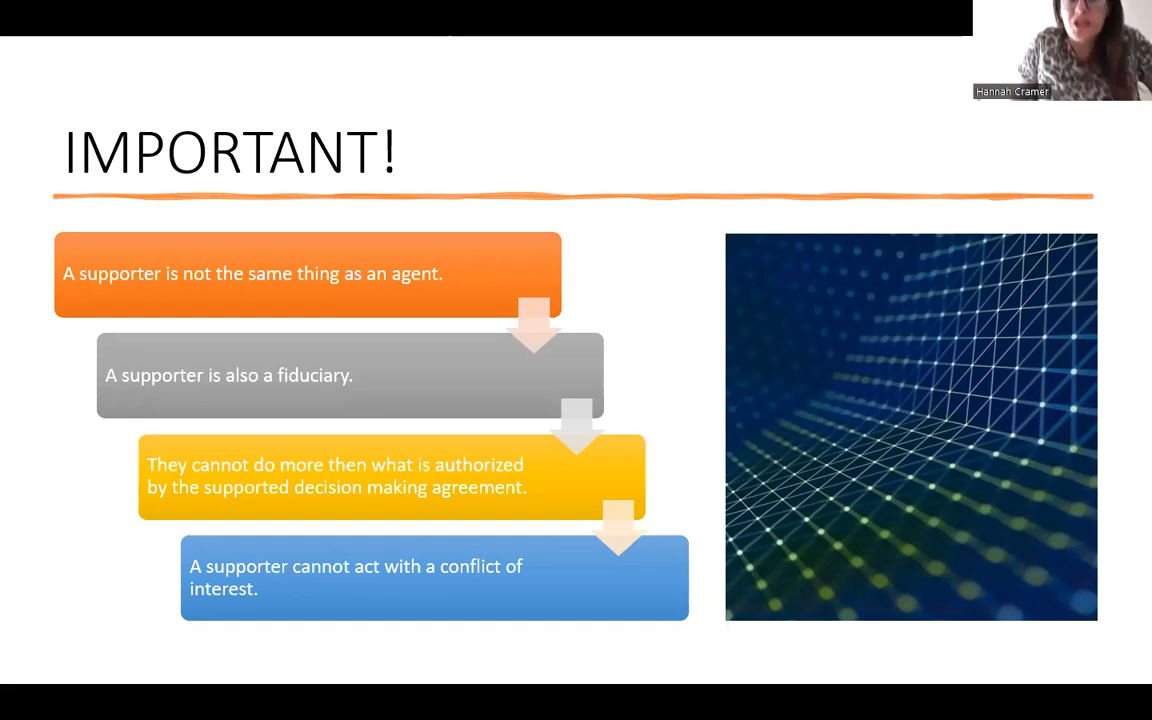 Hannah Cramer
IMPORTANT!
A supporter is not the same thing as an agent.
A supporter is also a fiduciary.
They cannot do more then what is authorized
by the supported decision making agreement.
A supporter cannot act with a conflict of
interest.